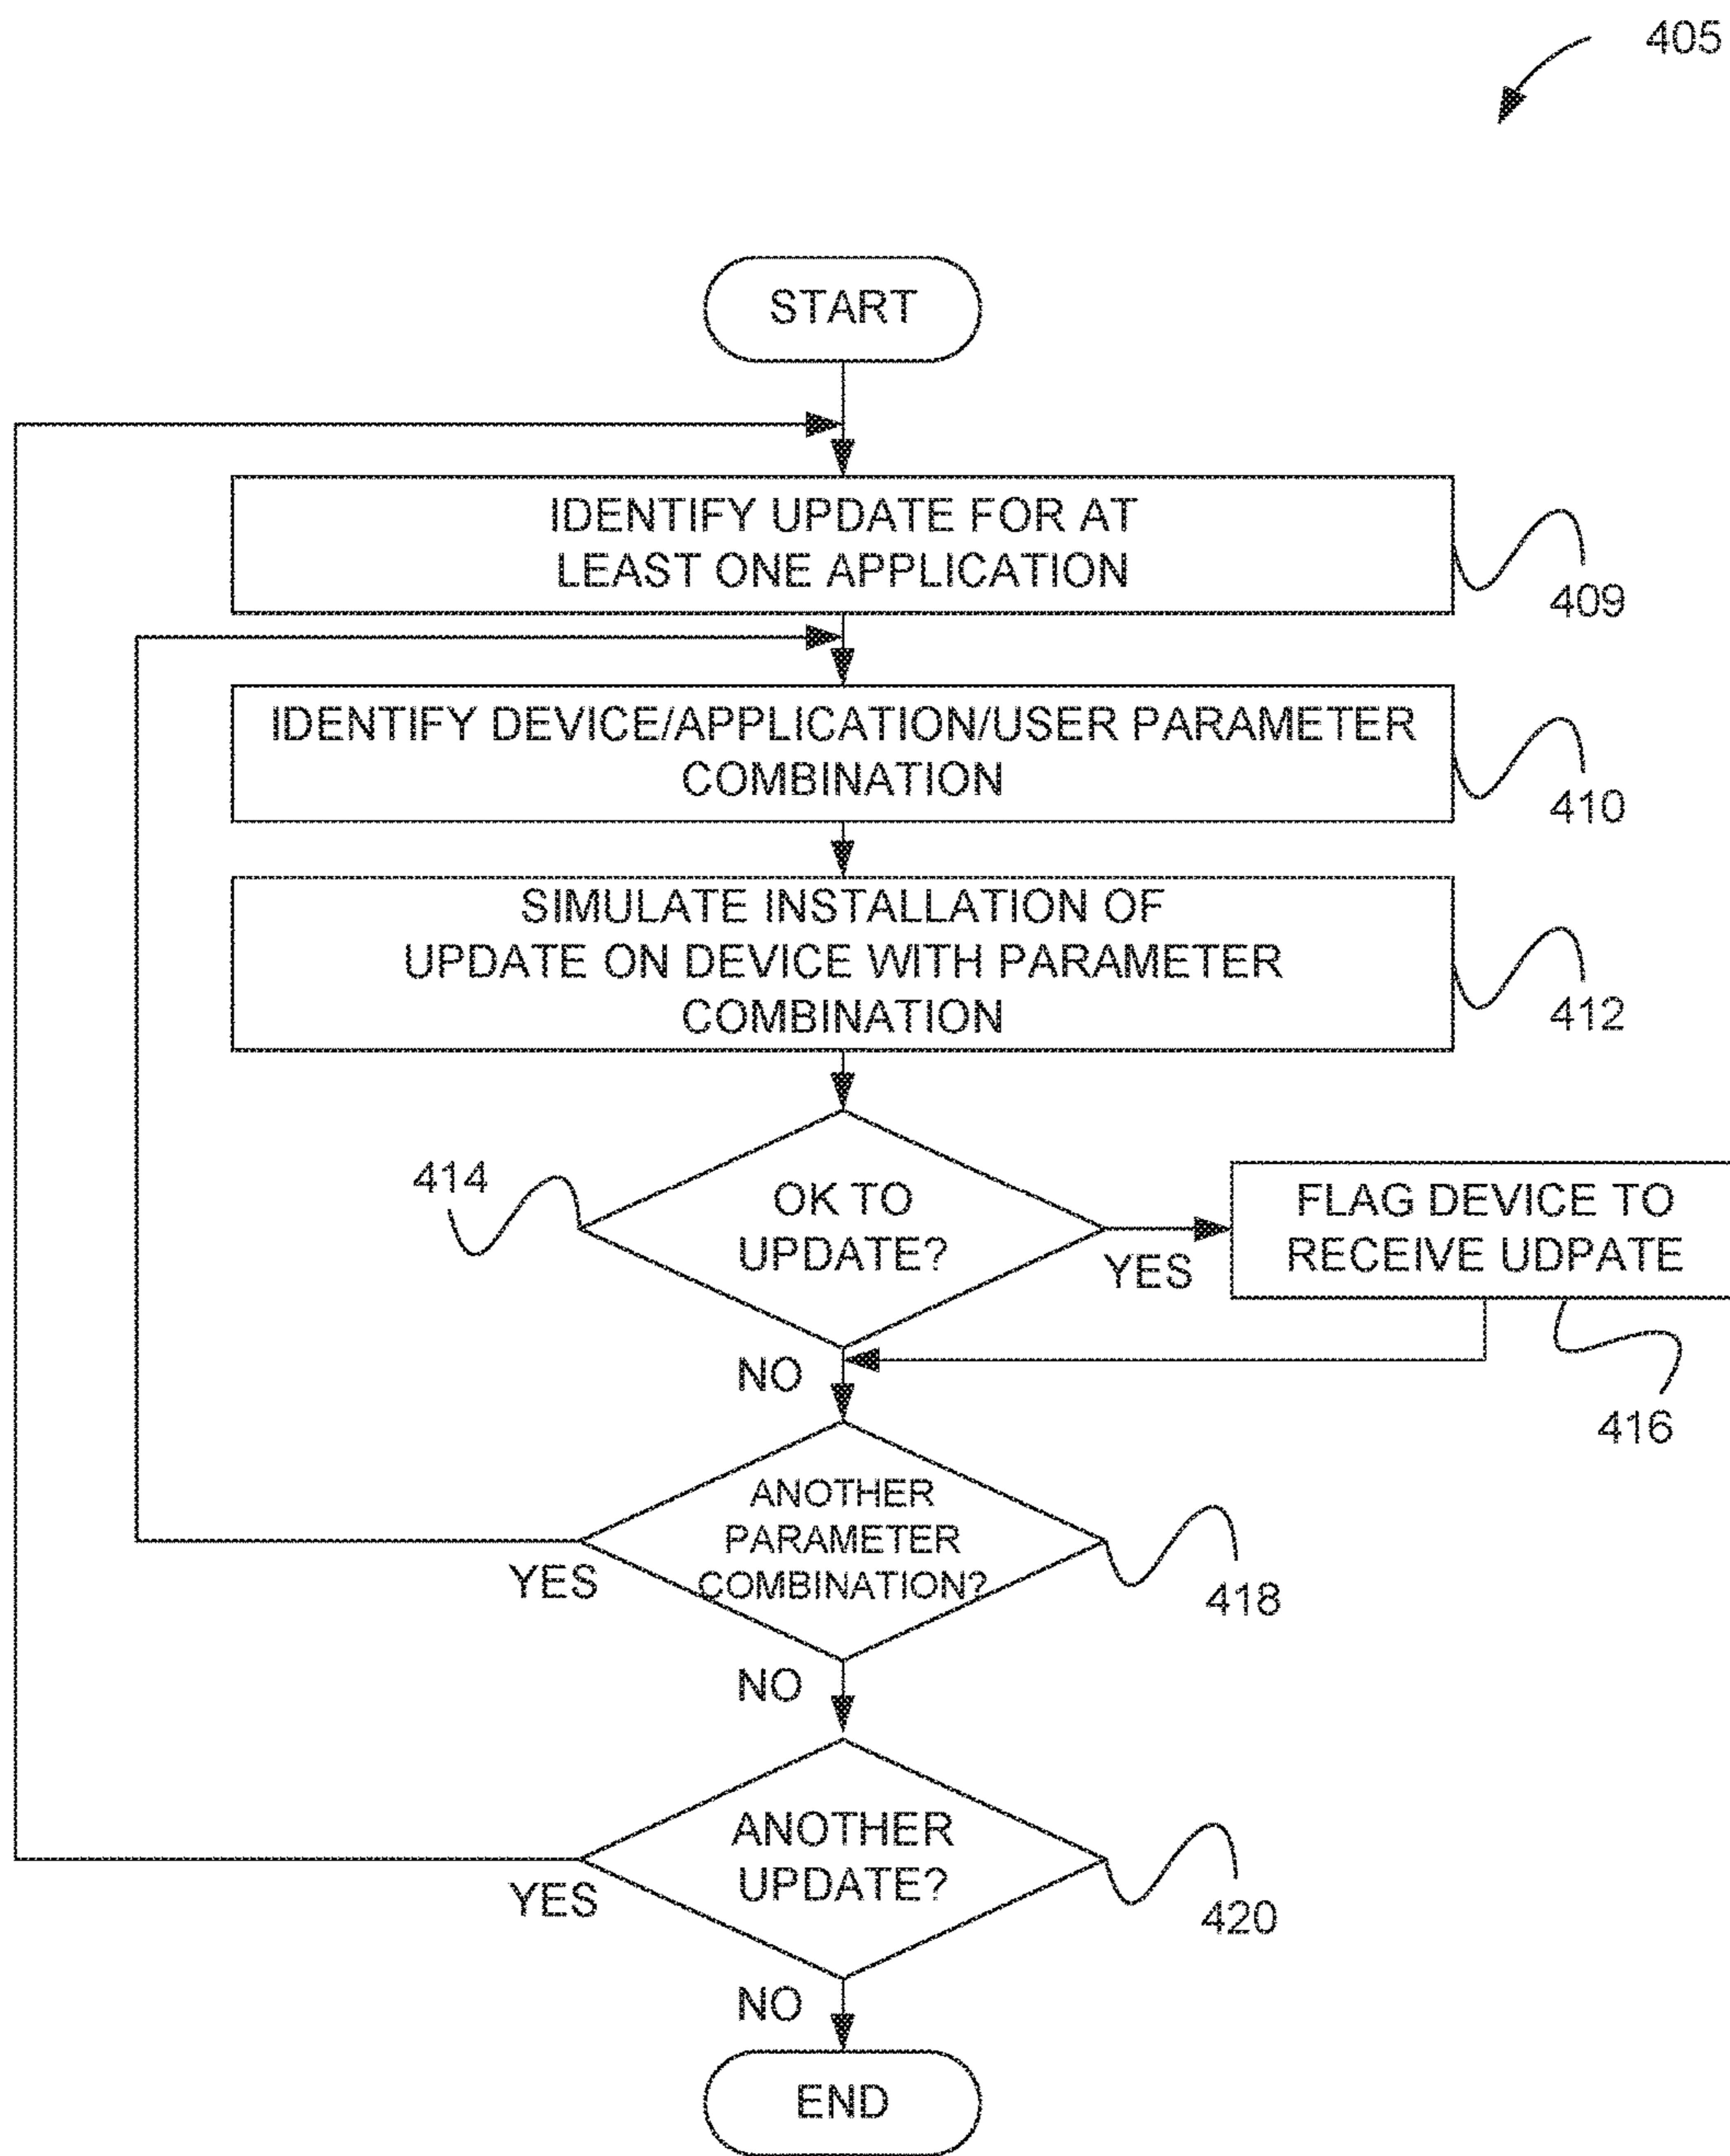 405
START
IDENTIFY UPDATE FOR AT
LEAST ONE APPLICATION
409
IDENTIFY DEVICE/APPLICATION/USER PARAMETER
COMBINATION
410
SIMULATE INSTALLATION OF
UPDATE ON DEVICE WITH PARAMETER
COMBINATION
412
414
OK TO
UPDATE?
YES
FLAG DEVICE TO
RECEIVE UDPATE
416
NO
ANOTHER
PARAMETER
COMBINATION?
YES
418
NO
ANOTHER
UPDATE?
YES
420
NO
END